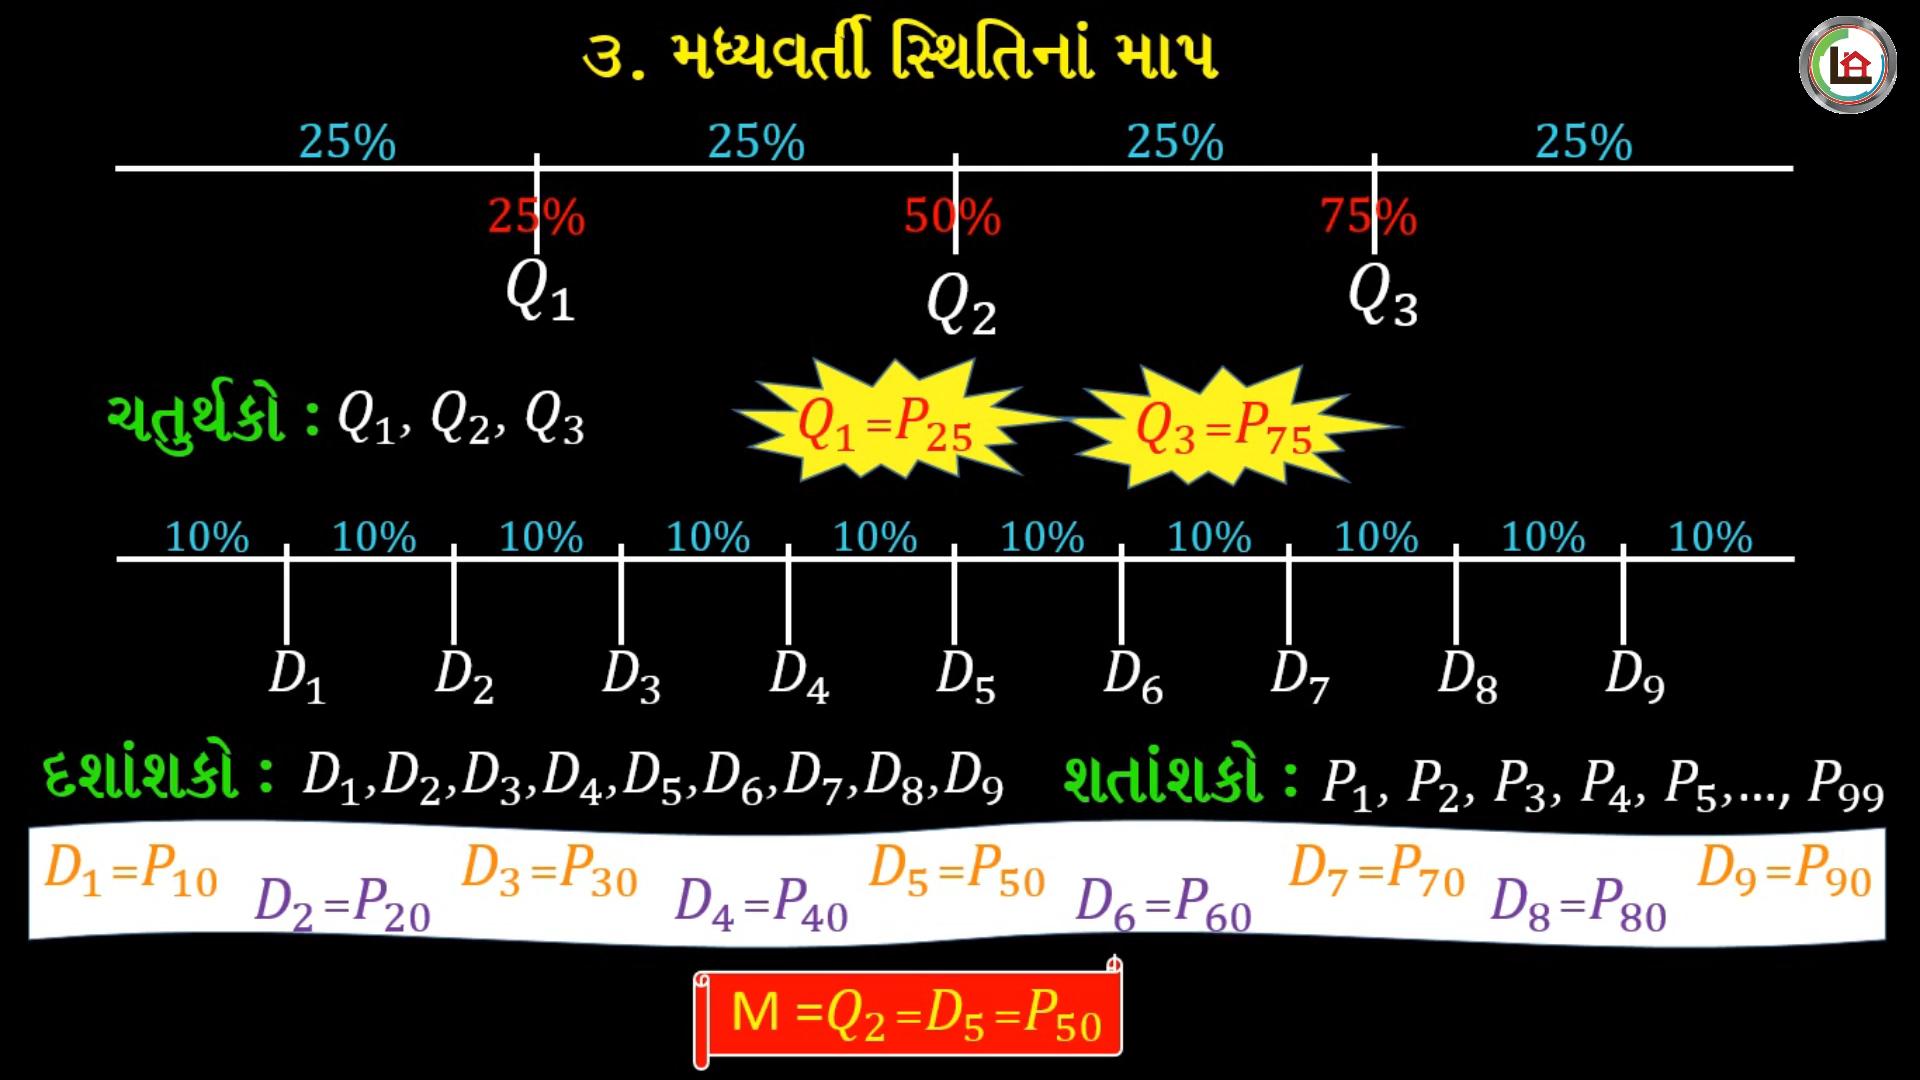 ૩. મધ્યવર્તી સ્થિતિનાં માપ
25% 25% 25% 25%
25% 50% 75%
Q₁ Q₂ Q₃
ચતુર્થકો : Q₁, Q₂, Q₃
Q₁ =P₂₅ Q₃ =P₇₅
10% 10% 10% 10% 10% 10% 10% 10% 10% 10%
D₁ D₂ D₃ D₄ D₅ D₆ D₇ D₈ D₉
દશાંશકો : D₁,D₂,D₃,D₄,D₅,D₆,D₇,D₈,D₉ શતાંશકો : P₁, P₂, P₃, P₄, P₅,..., P₉₉
D₁ =P₁₀ D₂ =P₂₀ D₃ =P₃₀ D₄ =P₄₀ D₅ =P₅₀ D₆ =P₆₀ D₇ =P₇₀ D₈ =P₈₀ D₉ =P₉₀
M =Q₂ =D₅ =P₅₀